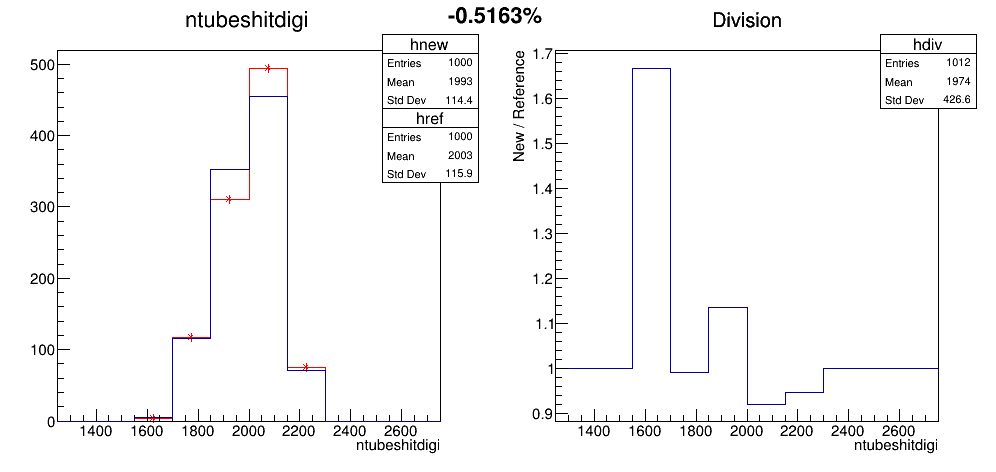 -0.5163%
ntubeshitdigi
hnew
Entries 1000
Mean 1993
Std Dev 114.4
href
Entries 1000
Mean 2003
Std Dev 115.9
500
400
300
200
100
0
1400 1600 1800 2000 2200 2400 2600
ntubeshitdigi
Division
hdiv
Entries 1012
Mean 1974
Std Dev 426.6
New / Reference
1.7
1.6
1.5
1.4
1.3
1.2
1.1
1
0.9
1400 1600 1800 2000 2200 2400 2600
ntubeshitdigi